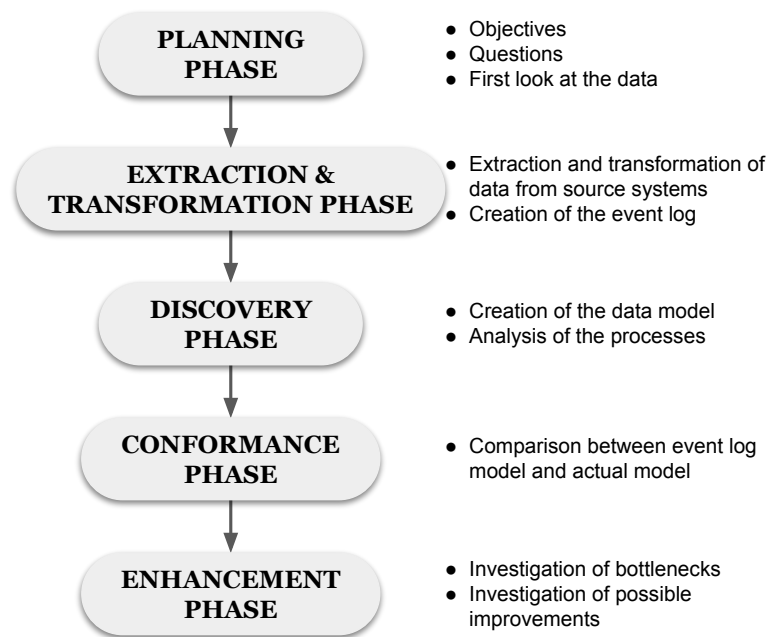 PLANNING
PHASE
● Objectives
● Questions
● First look at the data
EXTRACTION &
TRANSFORMATION PHASE
● Extraction and transformation of
data from source systems
● Creation of the event log
DISCOVERY
PHASE
● Creation of the data model
● Analysis of the processes
CONFORMANCE
PHASE
● Comparison between event log
model and actual model
ENHANCEMENT
PHASE
● Investigation of bottlenecks
● Investigation of possible
improvements